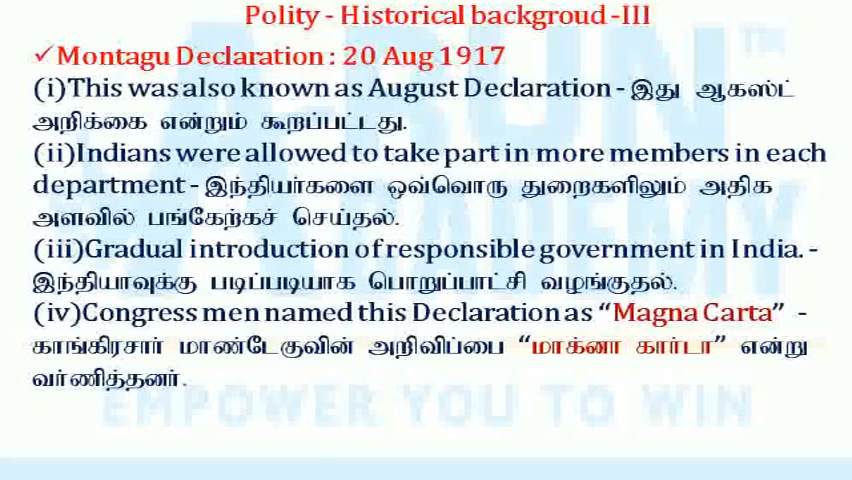 Polity - Historical backgroud -III
✓ Montagu Declaration : 20 Aug 1917
(i)This was also known as August Declaration - இது ஆகஸ்ட்
அறிக்கை என்றும் கூறப்பட்டது.
(ii)Indians were allowed to take part in more members in each
department - இந்தியர்களை ஒவ்வொரு துறைகளிலும் அதிக
அளவில் பங்கேற்கச் செய்தல்.
(iii)Gradual introduction of responsible government in India. -
இந்தியாவுக்கு படிப்படியாக பொறுப்பாட்சி வழங்குதல்.
(iv)Congress men named this Declaration as “Magna Carta” -
காங்கிரசார் மாண்டேகுவின் அறிவிப்பை “மாக்னா கார்டா” என்று
வர்ணித்தனர்.
EMPOWER YOU TO WIN